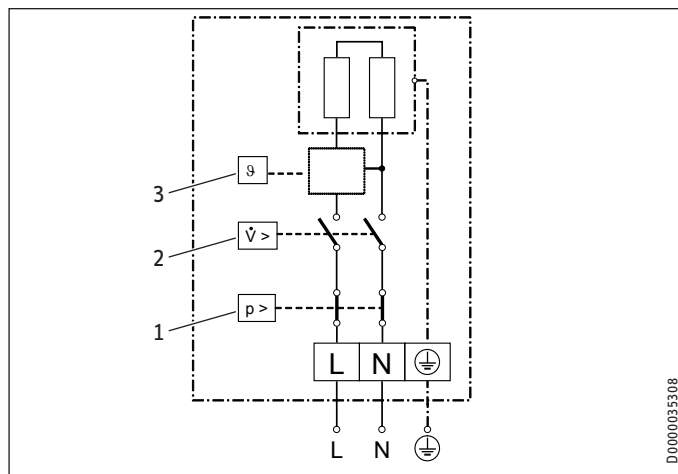 3 ϑ
2 V̇ >
1 p >
L N ⏚
L N ⏚
D0000035308